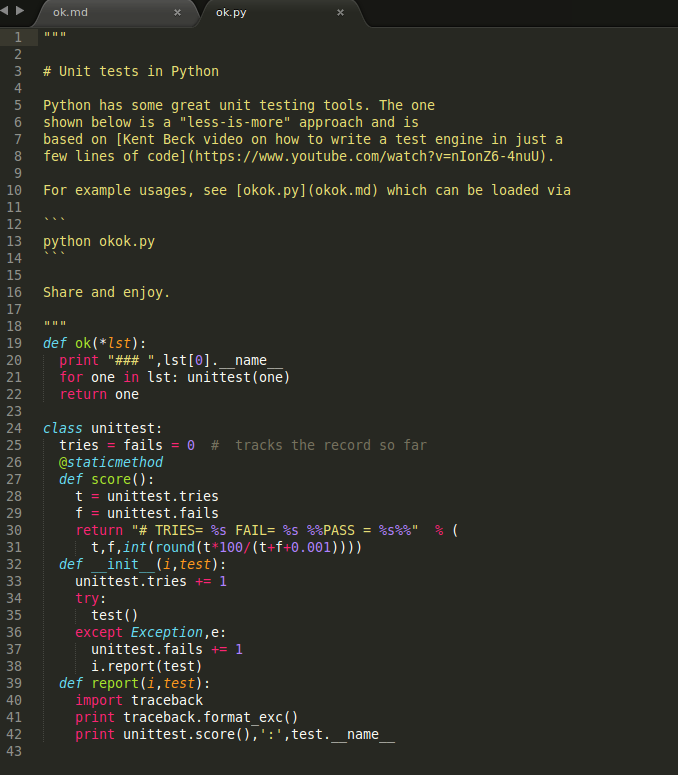 ok.md × ok.py ×
1 """
2
3 # Unit tests in Python
4
5 Python has some great unit testing tools. The one
6 shown below is a "less-is-more" approach and is
7 based on [Kent Beck video on how to write a test engine in just a
8 few lines of code](https://www.youtube.com/watch?v=nIonZ6-4nuU).
9
10 For example usages, see [okok.py](okok.md) which can be loaded via
11
12 ```
13 python okok.py
14 ```
15
16 Share and enjoy.
17
18 """
19 def ok(*lst):
20   print "### ",lst[0].__name__
21   for one in lst: unittest(one)
22   return one
23
24 class unittest:
25   tries = fails = 0  #  tracks the record so far
26   @staticmethod
27   def score():
28     t = unittest.tries
29     f = unittest.fails
30     return "# TRIES= %s FAIL= %s %%PASS = %s%%"  % (
31       t,f,int(round(t*100/(t+f+0.001))))
32   def __init__(i,test):
33     unittest.tries += 1
34     try:
35       test()
36     except Exception,e:
37       unittest.fails += 1
38       i.report(test)
39   def report(i,test):
40     import traceback
41     print traceback.format_exc()
42     print unittest.score(),':',test.__name__
43